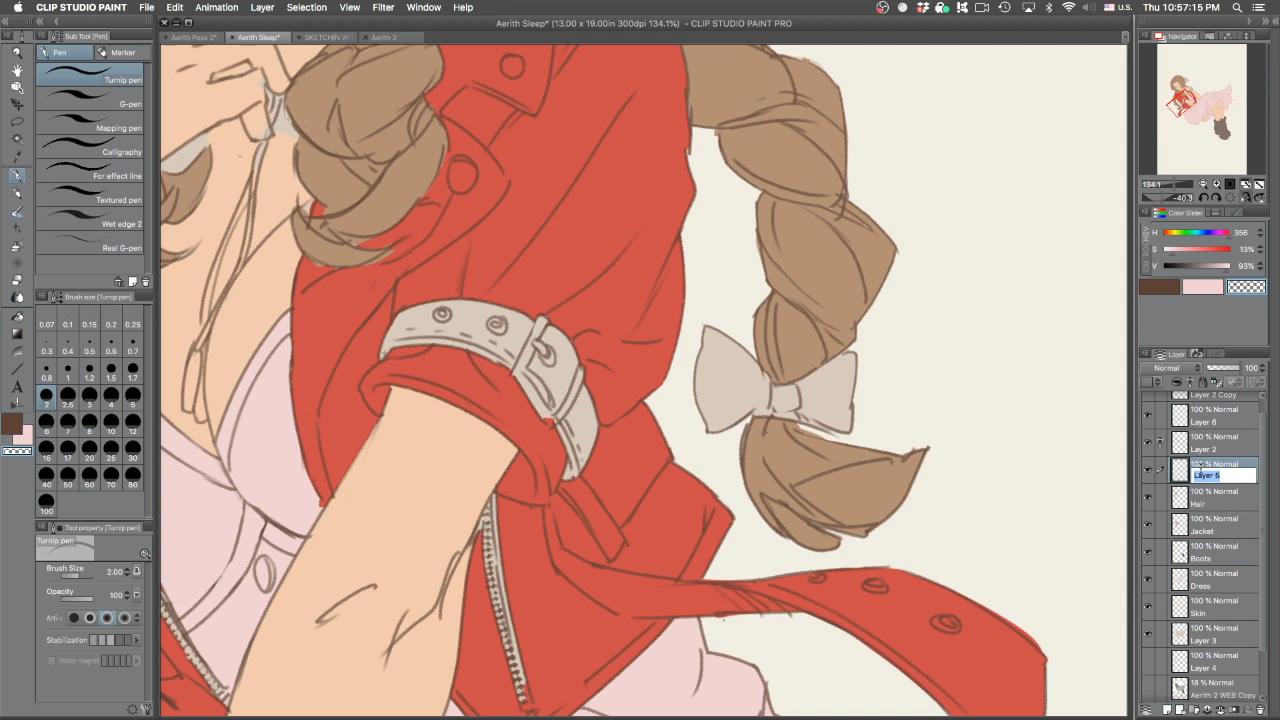 CLIP STUDIO PAINT File Edit Animation Layer Selection View Filter Window Help U.S. Thu 10:57:15 PM
Aerith Sleep* (13.00 x 19.00in 300dpi 134.1%) - CLIP STUDIO PAINT PRO
Sub Tool [Pen]
Aerith Pose 2* Aerith Sleep* SKETCHIN WI Aerith 3
Navigator
Pen Marker
Turnip pen
G-pen
Mapping pen
Calligraphy
For effect line
Textured pen
Wet edge 2
Real G-pen
134.1
-40.3
Color Slider
HSV
H 356
S 13%
V 93%
Brush size [Turnip pen]
0.07 0.1 0.15 0.2 0.25
0.3 0.4 0.5 0.6 0.7
0.8 1 1.2 1.5 1.7
2 2.5 3 4 5
6 7 8 10 12
15 17 20 25 30
40 50 60 70 80
100
Layer
Normal 100
Layer 2 Copy
100 % Normal
Layer 6
100 % Normal
Layer 2
100 % Normal
Layer 5
100 % Normal
Hair
100 % Normal
Jacket
100 % Normal
Boots
100 % Normal
Dress
100 % Normal
Skin
100 % Normal
Layer 3
100 % Normal
Layer 4
18 % Normal
Aerith 2 WEB Copy
Tool property [Turnip pen]
Turnip pen
Brush Size 2.00
Opacity 100
Anti-
Stabilization
Vector magnet